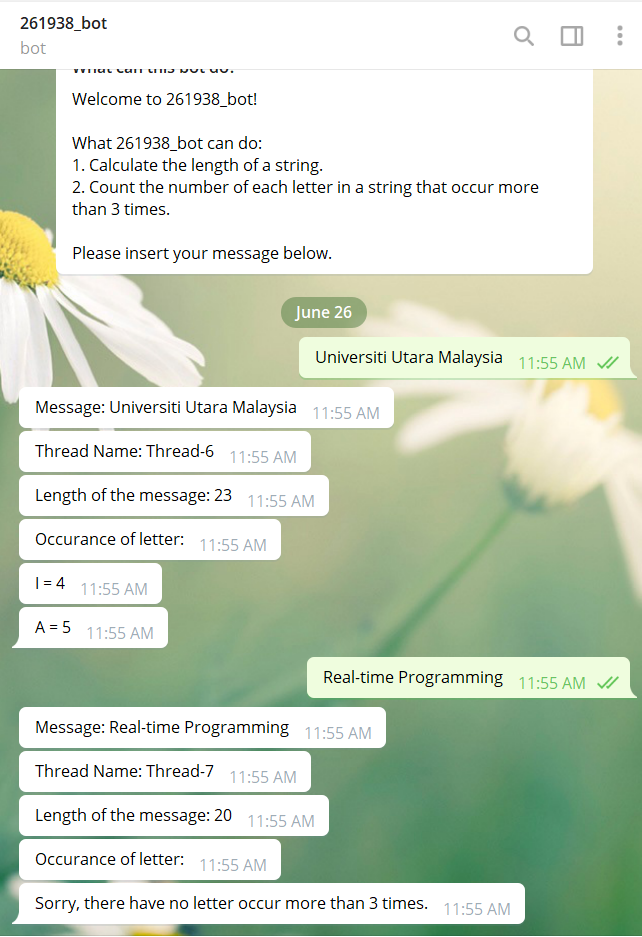 261938_bot
bot
What can this bot do?
Welcome to 261938_bot!
What 261938_bot can do:
1. Calculate the length of a string.
2. Count the number of each letter in a string that occur more
than 3 times.
Please insert your message below.
June 26
Universiti Utara Malaysia 11:55 AM
Message: Universiti Utara Malaysia 11:55 AM
Thread Name: Thread-6 11:55 AM
Length of the message: 23 11:55 AM
Occurance of letter: 11:55 AM
I = 4 11:55 AM
A = 5 11:55 AM
Real-time Programming 11:55 AM
Message: Real-time Programming 11:55 AM
Thread Name: Thread-7 11:55 AM
Length of the message: 20 11:55 AM
Occurance of letter: 11:55 AM
Sorry, there have no letter occur more than 3 times. 11:55 AM